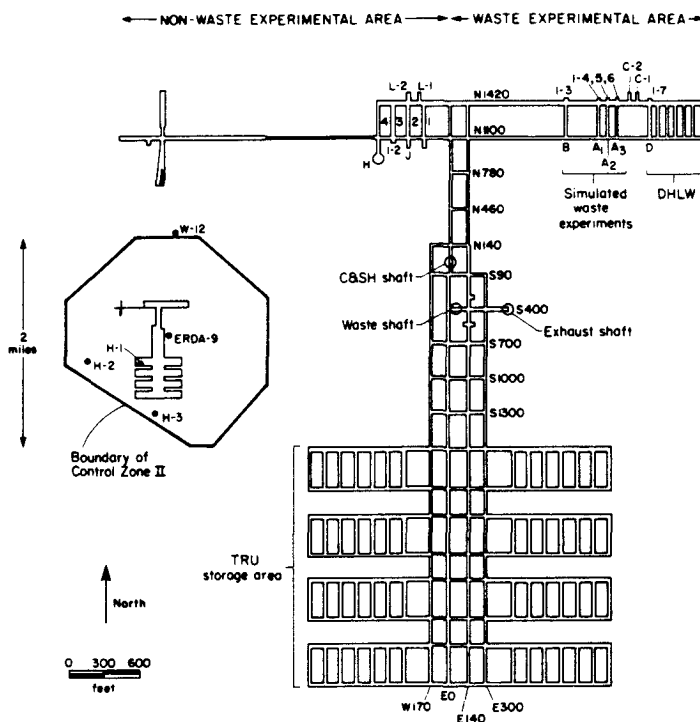 NON-WASTE EXPERIMENTAL AREA
WASTE EXPERIMENTAL AREA
C-2
L-2 L-1
I-4,5,6
C-1
I-3
I-7
N1420
4 3 2 1
N1100
I-2
H
J
B
A1
A2
A3
D
N780
Simulated
waste
experiments
DHLW
N460
W-12
N140
C&SH shaft
S90
2
miles
ERDA-9
Waste shaft
S400
Exhaust shaft
H-1
S700
H-2
S1000
H-3
S1300
Boundary of
Control Zone II
TRU
storage area
North
0 300 600
feet
W170
E0
E140
E300